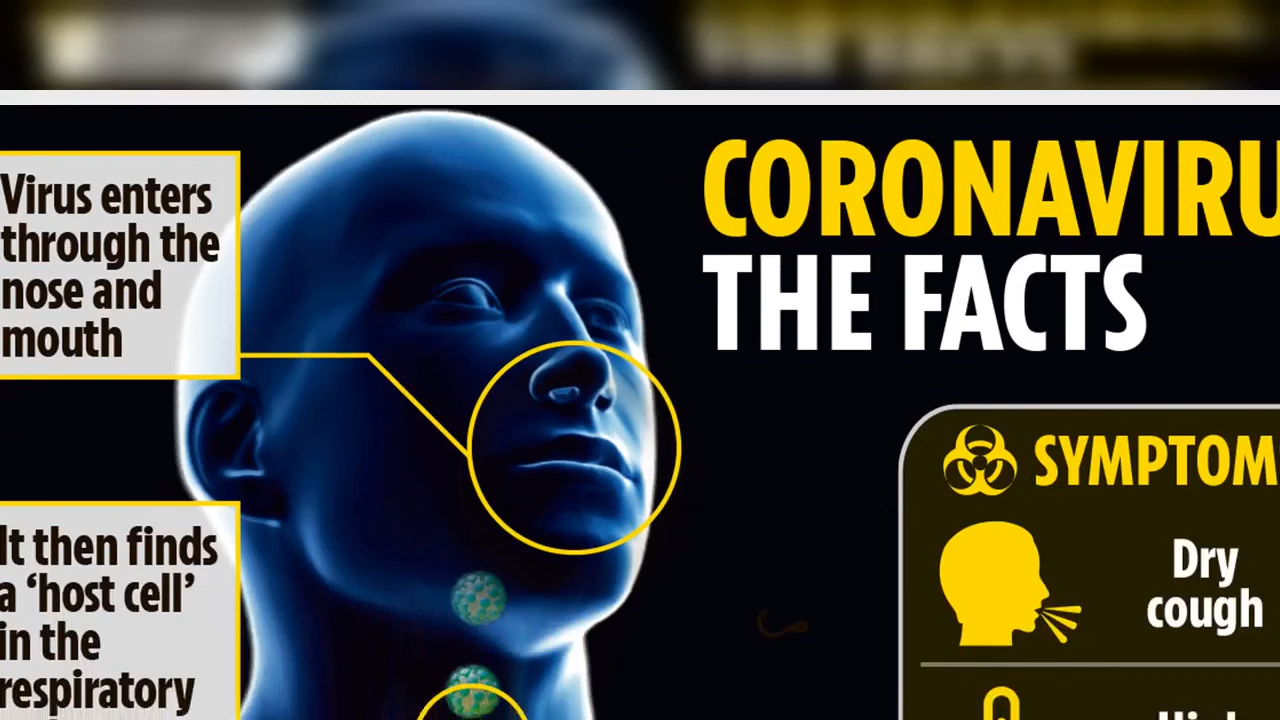 Virus enters
through the
nose and
mouth
CORONAVIRU
THE FACTS
SYMPTOM
Dry
cough
It then finds
a ‘host cell’
in the
respiratory